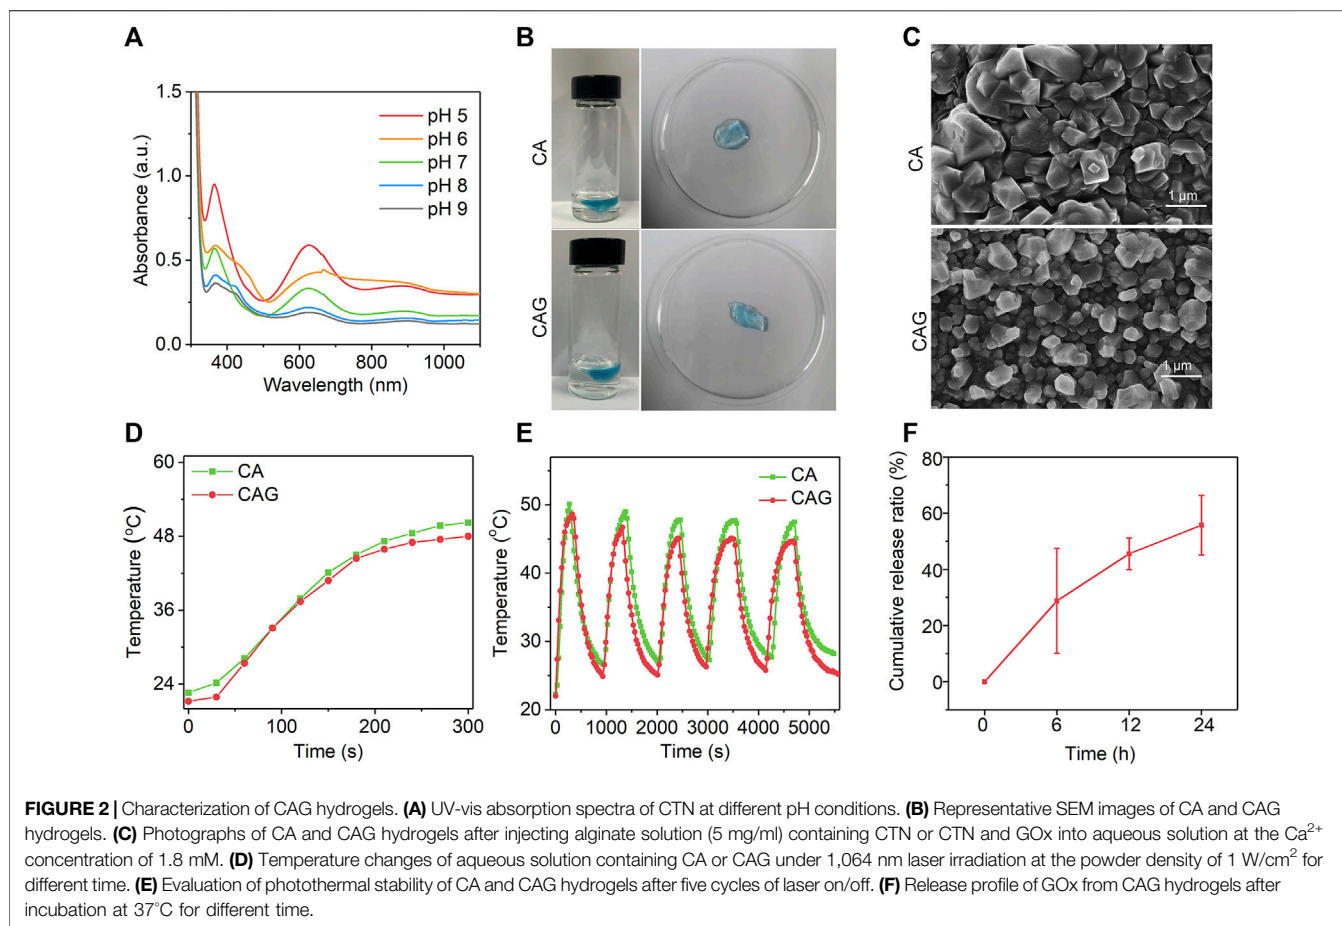 A
1.5
1.0
0.5
0.0
Absorbance (a.u.)
pH 5
pH 6
pH 7
pH 8
pH 9
400 600 800 1000
Wavelength (nm)
B
CA
CAG
C
CA
1 µm
CAG
1 µm
D
60
48
36
24
Temperature (°C)
CA
CAG
0 100 200 300
Time (s)
E
50
40
30
20
Temperature (°C)
CA
CAG
0 1000 2000 3000 4000 5000
Time (s)
F
80
60
40
20
0
Cumulative release ratio (%)
0 6 12 24
Time (h)
FIGURE 2 | Characterization of CAG hydrogels. (A) UV-vis absorption spectra of CTN at different pH conditions. (B) Representative SEM images of CA and CAG
hydrogels. (C) Photographs of CA and CAG hydrogels after injecting alginate solution (5 mg/ml) containing CTN or CTN and GOx into aqueous solution at the Ca²⁺
concentration of 1.8 mM. (D) Temperature changes of aqueous solution containing CA or CAG under 1,064 nm laser irradiation at the powder density of 1 W/cm² for
different time. (E) Evaluation of photothermal stability of CA and CAG hydrogels after five cycles of laser on/off. (F) Release profile of GOx from CAG hydrogels after
incubation at 37°C for different time.